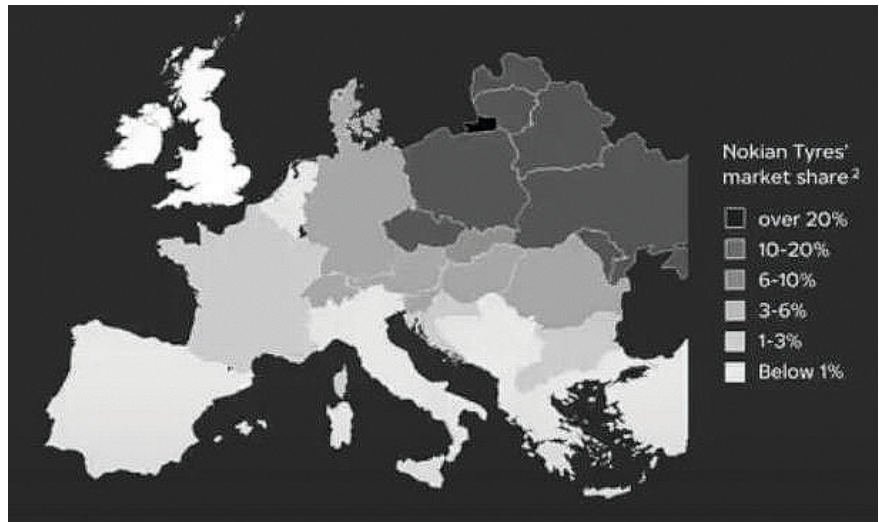 Nokian Tyres'
market share²
over 20%
10-20%
6-10%
3-6%
1-3%
Below 1%